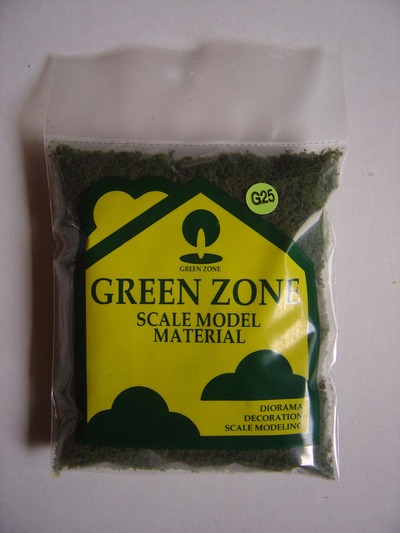 G25
GREEN ZONE
GREEN ZONE
SCALE MODEL
MATERIAL
DIORAMA
DECORATION
SCALE MODELING